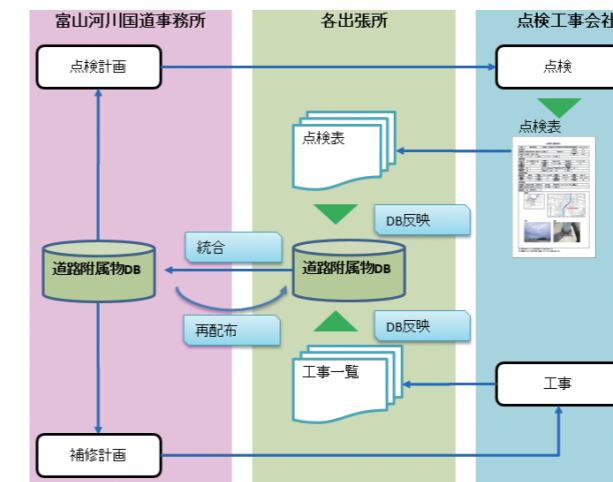 富山河川国道事務所
各出張所
点検工事会社
点検計画
点検
点検表
点検表
DB反映
統合
道路附属物DB
道路附属物DB
再配布
DB反映
工事一覧
工事
補修計画